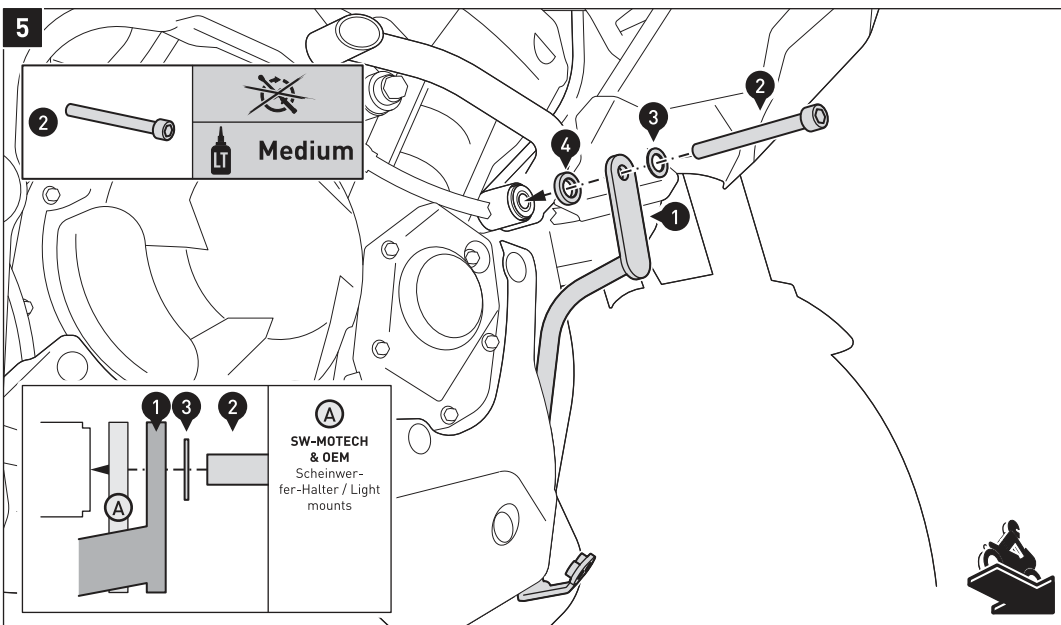 5
2
LT
Medium
2
3
4
1
1 3 2
A
A
SW-MOTECH
& OEM
Scheinwer-
fer-Halter / Light
mounts